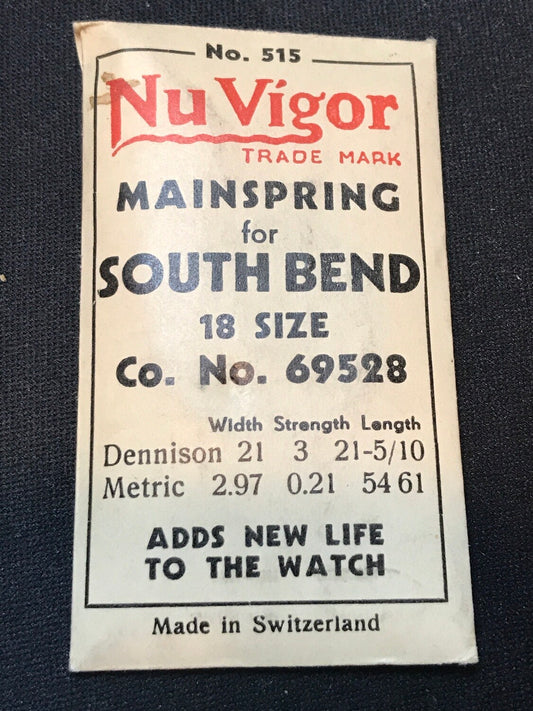 No. 515
Nu Vigor
TRADE MARK
MAINSPRING
for
SOUTH BEND
18 SIZE
Co. No. 69528
Width Strength Length
Dennison 21 3 21-5/10
Metric 2.97 0.21 54 61
ADDS NEW LIFE
TO THE WATCH
Made in Switzerland